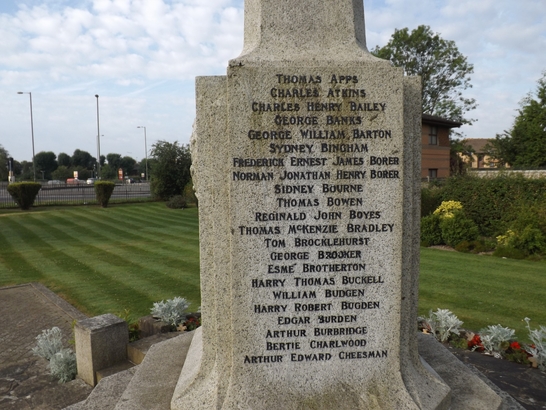 THOMAS APPS
CHARLES ATKINS
CHARLES HENRY BAILEY
GEORGE BANKS
GEORGE WILLIAM BARTON
SYDNEY BINGHAM
FREDERICK ERNEST JAMES BORER
NORMAN JONATHAN HENRY BORER
SIDNEY BOURNE
THOMAS BOWEN
REGINALD JOHN BOYES
THOMAS MCKENZIE BRADLEY
TOM BROCKLEHURST
GEORGE BROOKER
ESME BROTHERTON
HARRY THOMAS BUCKELL
WILLIAM BUDGEN
HARRY ROBERT BUGDEN
EDGAR BURDEN
ARTHUR BURBRIDGE
BERTIE CHARLWOOD
ARTHUR EDWARD CHEESMAN